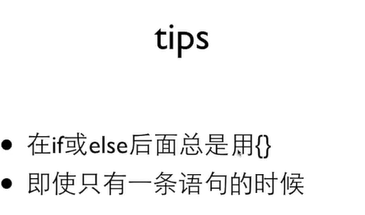 tips
• 在if或else后面总是用{}
• 即使只有一条语句的时候